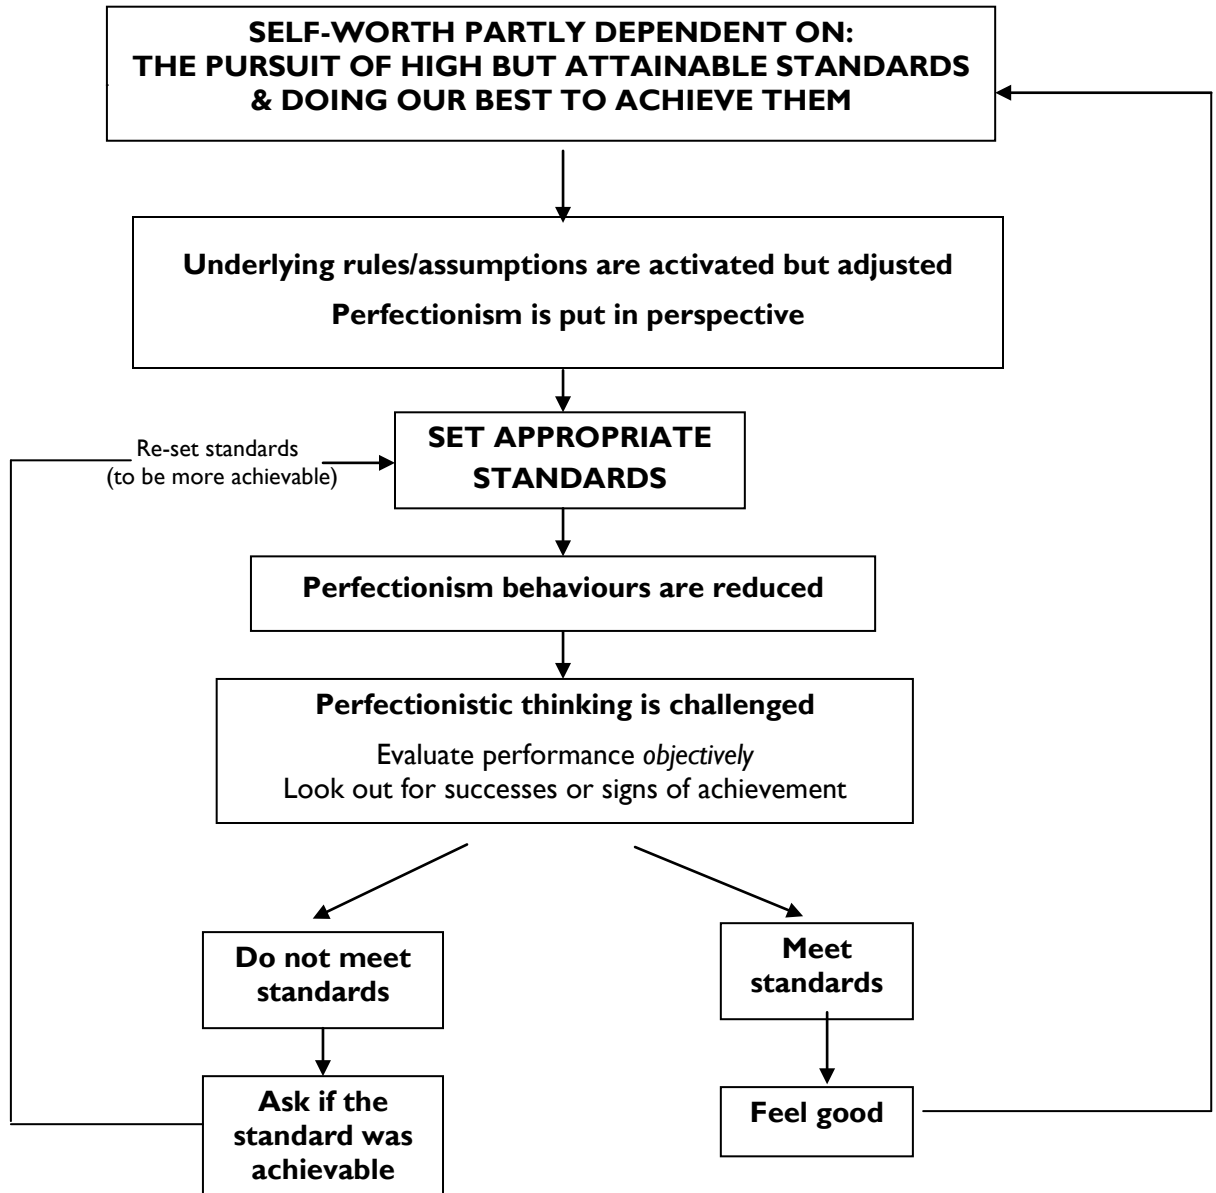 SELF-WORTH PARTLY DEPENDENT ON:
THE PURSUIT OF HIGH BUT ATTAINABLE STANDARDS
& DOING OUR BEST TO ACHIEVE THEM
Underlying rules/assumptions are activated but adjusted
Perfectionism is put in perspective
Re-set standards
(to be more achievable)
SET APPROPRIATE
STANDARDS
Perfectionism behaviours are reduced
Perfectionistic thinking is challenged
Evaluate performance objectively
Look out for successes or signs of achievement
Do not meet
standards
Meet
standards
Ask if the
standard was
achievable
Feel good